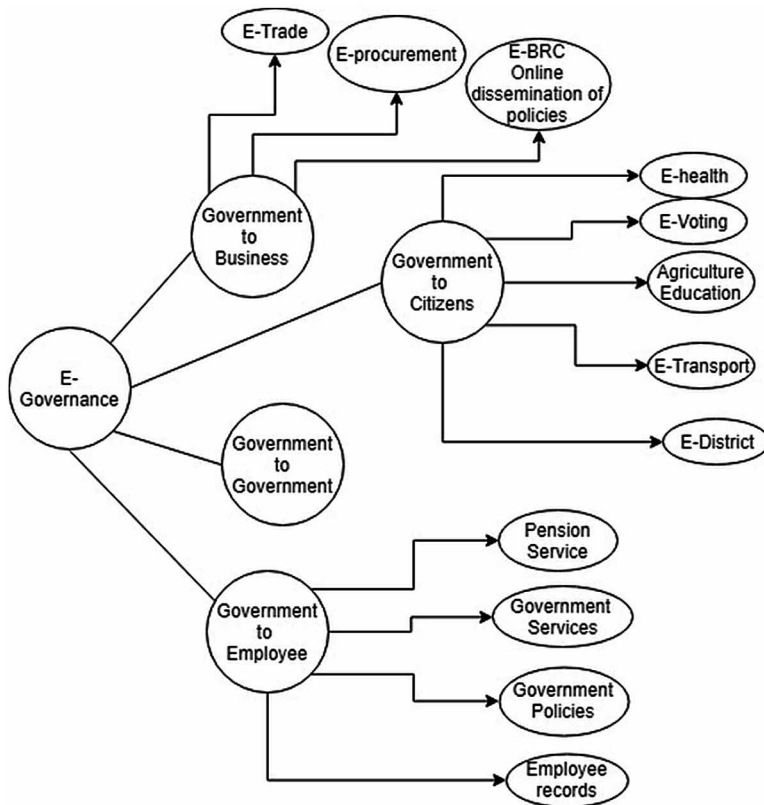 E-Trade
E-procurement
E-BRC
Online
dissemination of
policies
Government
to
Business
E-health
E-Voting
Government
to
Citizens
Agriculture
Education
E-Transport
E-District
E-
Governance
Government
to
Government
Pension
Service
Government
to
Employee
Government
Services
Government
Policies
Employee
records